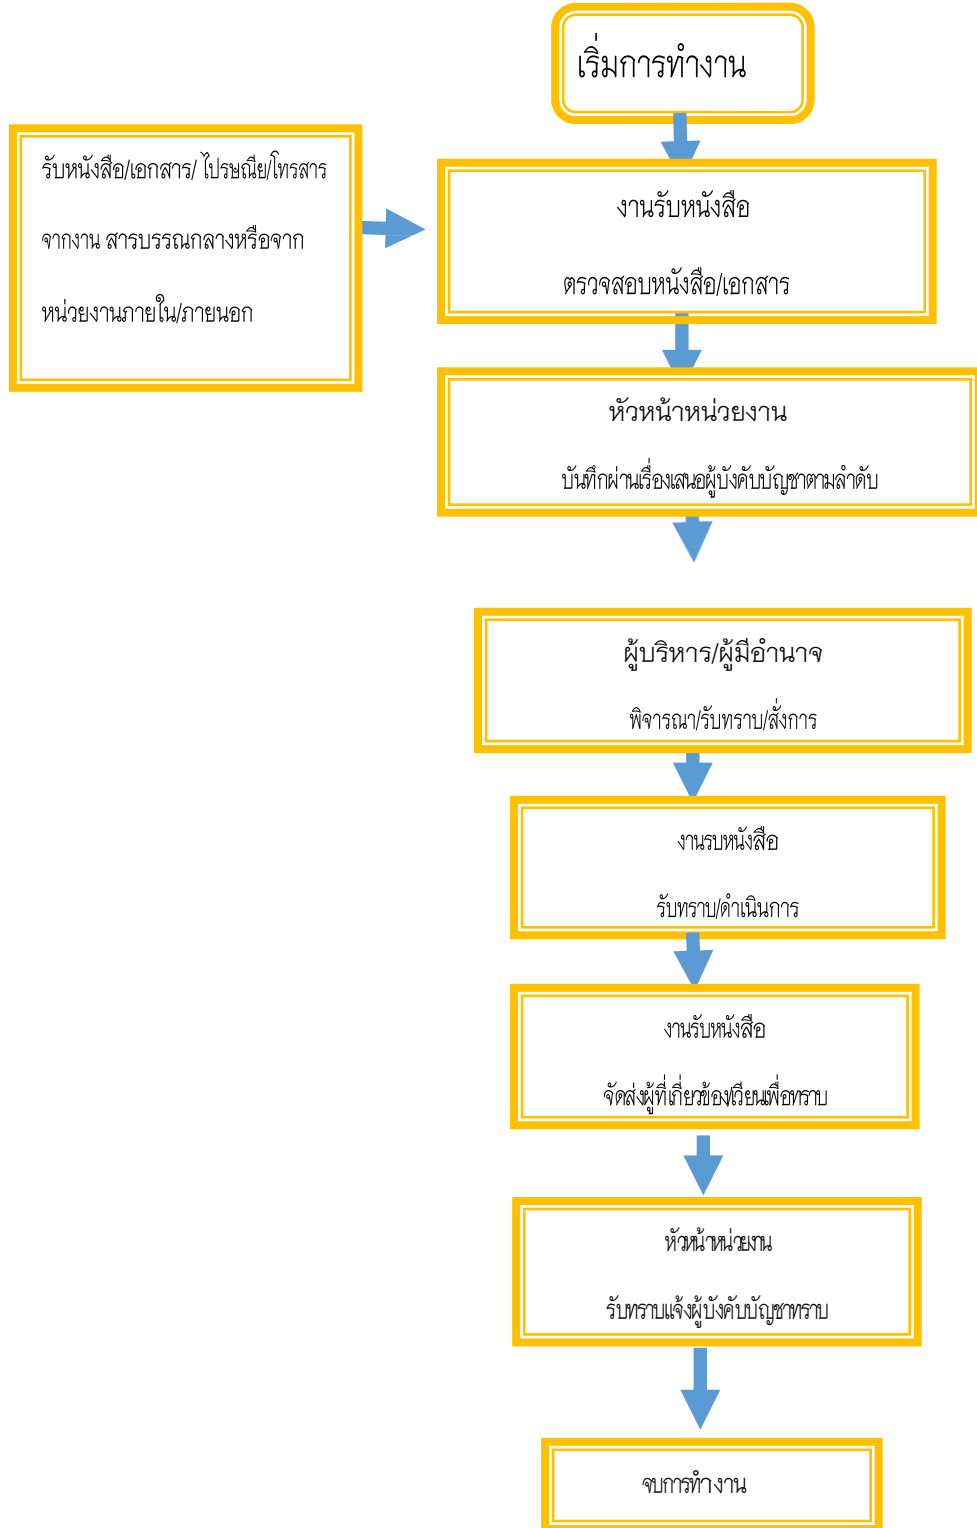 เริ่มการทำงาน
รับหนังสือ/เอกสาร/ ไปรษณีย/โทรสาร
จากงาน สารบรรณกลางหรือจาก
หน่วยงานภายใน/ภายนอก
งานรับหนังสือ
ตรวจสอบหนังสือ/เอกสาร
หัวหน้าหน่วยงาน
บันทึกผ่านเรื่องเสนอผู้บังคับบัญชาตามลำดับ
ผู้บริหาร/ผู้มีอำนาจ
พิจารณา/รับทราบ/สั่งการ
งานรบหนังสือ
รับทราบ/ดำเนินการ
งานรับหนังสือ
จัดส่งผู้ที่เกี่ยวข้อง/เวียนเพื่อทราบ
หัวหน้าหน่วยงาน
รับทราบแจ้งผู้บังคับบัญชาทราบ
จบการทำงาน